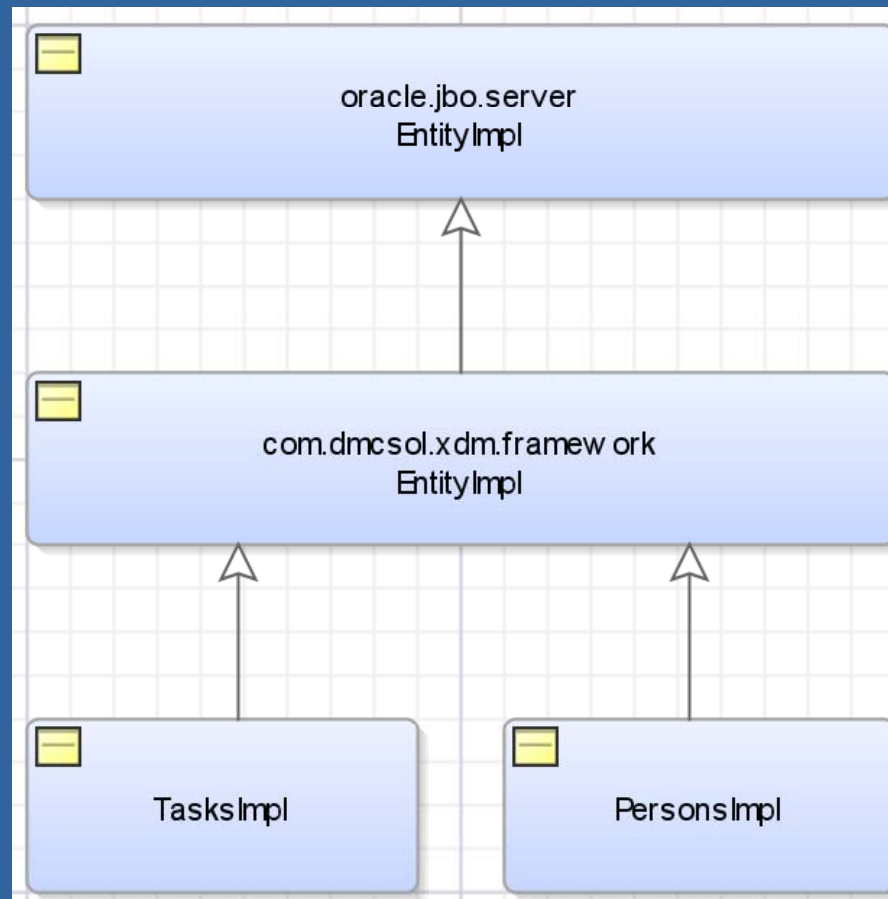 oracle.jbo.server
EntityImpl
com.dmcsol.xdm.framework
EntityImpl
TasksImpl
PersonsImpl